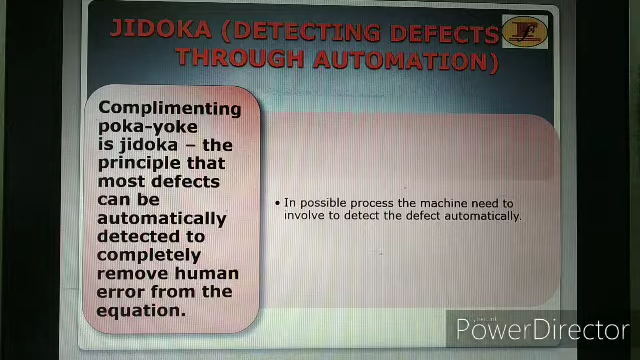 JIDOKA (DETECTING DEFECTS
THROUGH AUTOMATION)
Complimenting
poka-yoke
is jidoka – the
principle that
most defects
can be
automatically
detected to
completely
remove human
error from the
equation.
• In possible process the machine need to
involve to detect the defect automatically.
PowerDirector